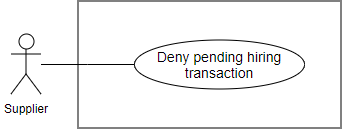 Deny pending hiring
transaction
Supplier